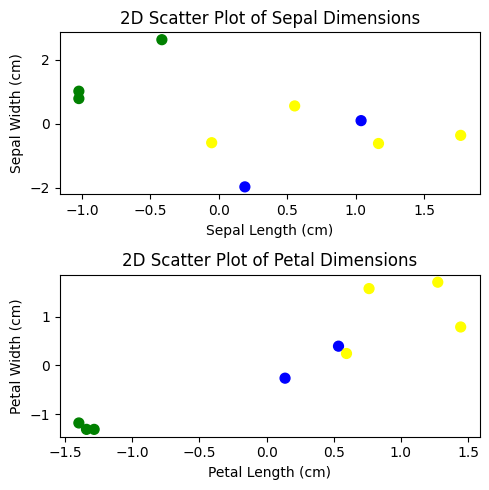 2D Scatter Plot of Sepal Dimensions
Sepal Width (cm)
2
0
−2
−1.0 −0.5 0.0 0.5 1.0 1.5
Sepal Length (cm)
2D Scatter Plot of Petal Dimensions
Petal Width (cm)
1
0
−1
−1.5 −1.0 −0.5 0.0 0.5 1.0 1.5
Petal Length (cm)